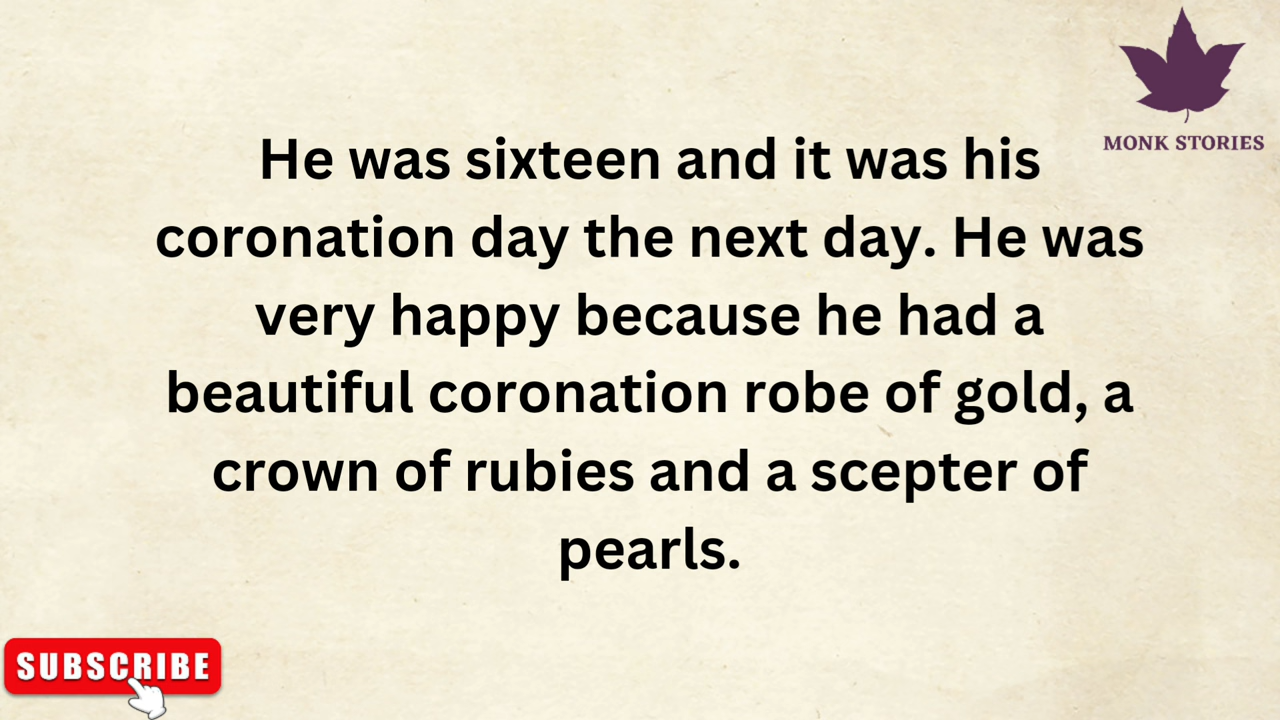 MONK STORIES
He was sixteen and it was his
coronation day the next day. He was
very happy because he had a
beautiful coronation robe of gold, a
crown of rubies and a scepter of
pearls.
SUBSCRIBE